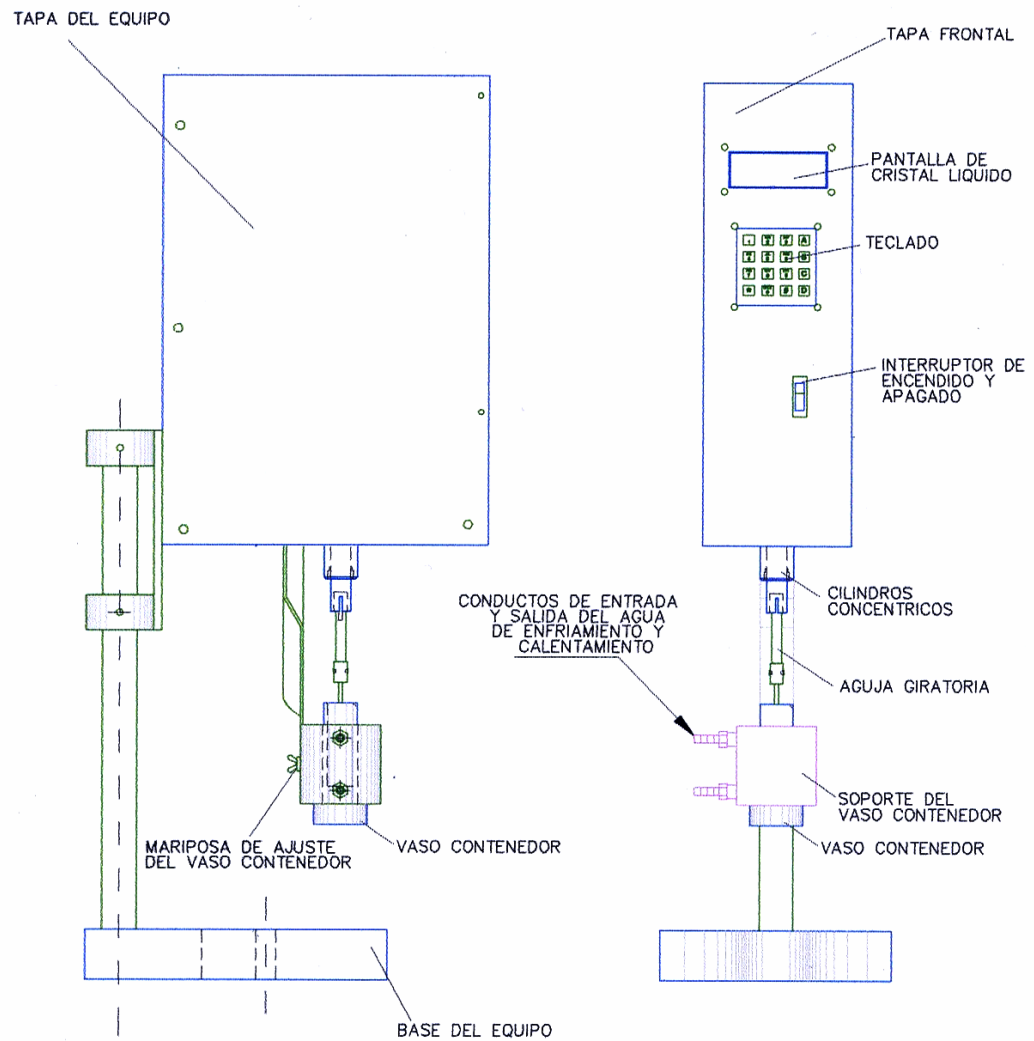 TAPA DEL EQUIPO
TAPA FRONTAL
PANTALLA DE
CRISTAL LIQUIDO
TECLADO
INTERRUPTOR DE
ENCENDIDO Y
APAGADO
CILINDROS
CONCENTRICOS
CONDUCTOS DE ENTRADA
Y SALIDA DEL AGUA
DE ENFRIAMIENTO Y
CALENTAMIENTO
AGUJA GIRATORIA
SOPORTE DEL
VASO CONTENEDOR
MARIPOSA DE AJUSTE
DEL VASO CONTENEDOR
VASO CONTENEDOR
VASO CONTENEDOR
BASE DEL EQUIPO